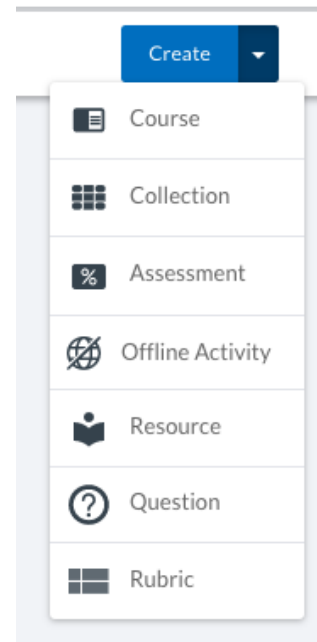 Create
Course
Collection
%
Assessment
Offline Activity
Resource
?
Question
Rubric